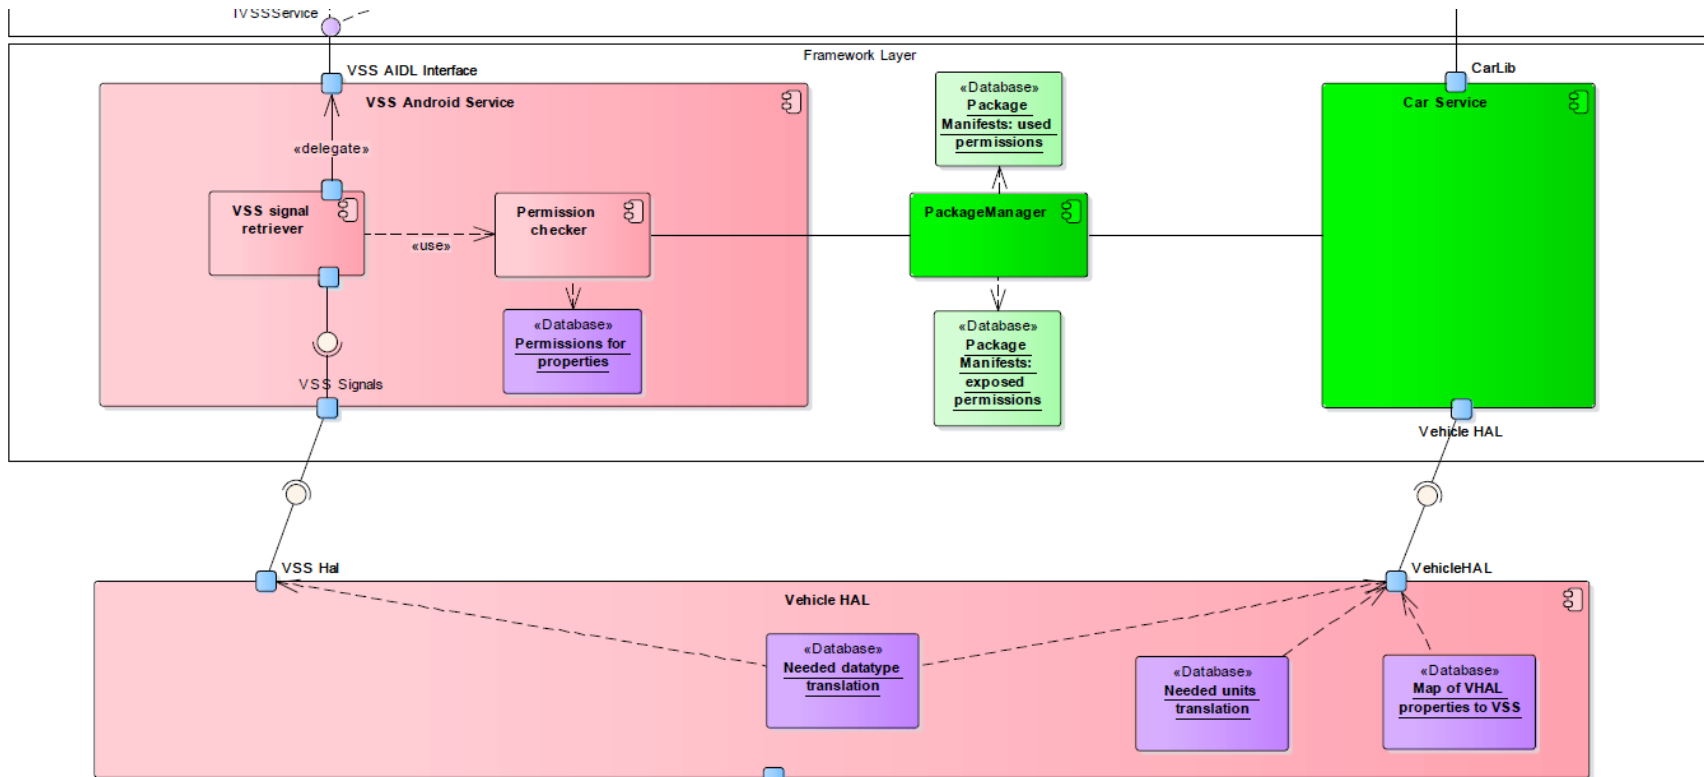 IVSSService
Framework Layer
VSS AIDL Interface
CarLib
VSS Android Service
«Database»
Package
Manifests: used
permissions
Car Service
«delegate»
VSS signal
retriever
«use»
Permission
checker
PackageManager
«Database»
Permissions for
properties
«Database»
Package
Manifests:
exposed
permissions
VSS Signals
Vehicle HAL
VSS Hal
VehicleHAL
Vehicle HAL
«Database»
Needed datatype
translation
«Database»
Needed units
translation
«Database»
Map of VHAL
properties to VSS